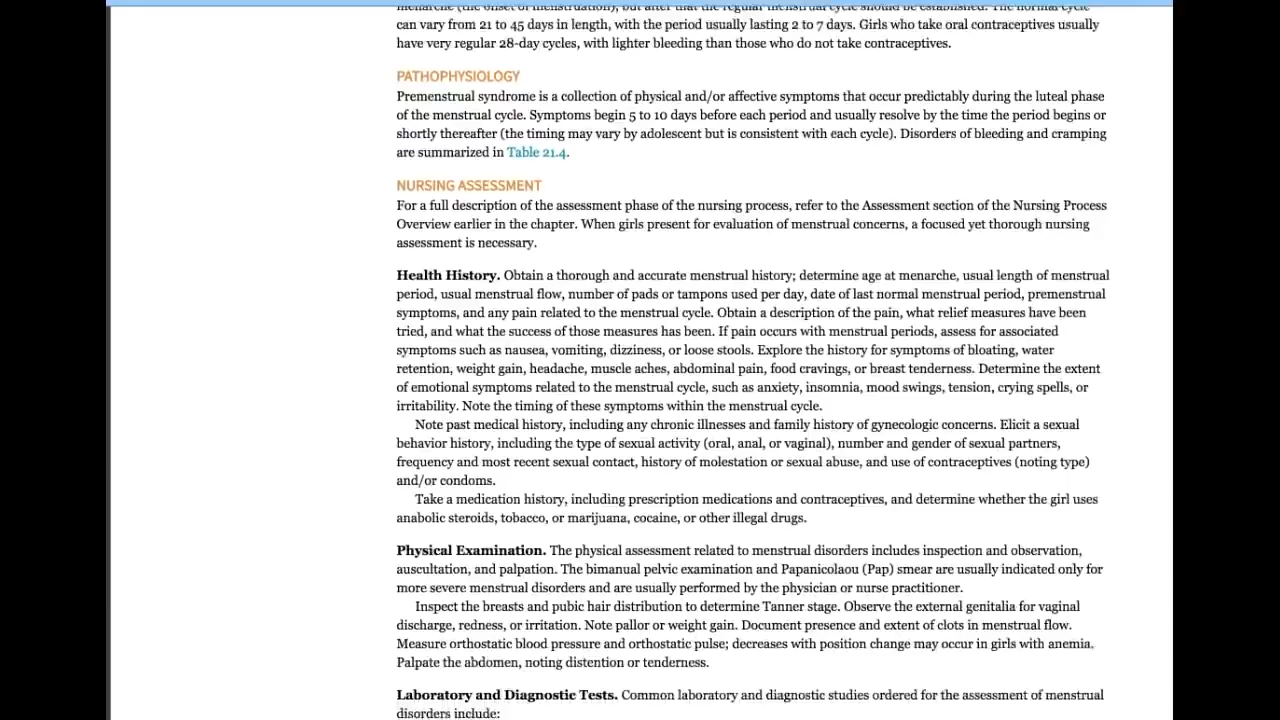 menarche (the onset of menstruation), but after that the regular menstrual cycle should be established. The normal cycle
can vary from 21 to 45 days in length, with the period usually lasting 2 to 7 days. Girls who take oral contraceptives usually
have very regular 28-day cycles, with lighter bleeding than those who do not take contraceptives.
PATHOPHYSIOLOGY
Premenstrual syndrome is a collection of physical and/or affective symptoms that occur predictably during the luteal phase
of the menstrual cycle. Symptoms begin 5 to 10 days before each period and usually resolve by the time the period begins or
shortly thereafter (the timing may vary by adolescent but is consistent with each cycle). Disorders of bleeding and cramping
are summarized in Table 21.4.
NURSING ASSESSMENT
For a full description of the assessment phase of the nursing process, refer to the Assessment section of the Nursing Process
Overview earlier in the chapter. When girls present for evaluation of menstrual concerns, a focused yet thorough nursing
assessment is necessary.
Health History. Obtain a thorough and accurate menstrual history; determine age at menarche, usual length of menstrual
period, usual menstrual flow, number of pads or tampons used per day, date of last normal menstrual period, premenstrual
symptoms, and any pain related to the menstrual cycle. Obtain a description of the pain, what relief measures have been
tried, and what the success of those measures has been. If pain occurs with menstrual periods, assess for associated
symptoms such as nausea, vomiting, dizziness, or loose stools. Explore the history for symptoms of bloating, water
retention, weight gain, headache, muscle aches, abdominal pain, food cravings, or breast tenderness. Determine the extent
of emotional symptoms related to the menstrual cycle, such as anxiety, insomnia, mood swings, tension, crying spells, or
irritability. Note the timing of these symptoms within the menstrual cycle.
Note past medical history, including any chronic illnesses and family history of gynecologic concerns. Elicit a sexual
behavior history, including the type of sexual activity (oral, anal, or vaginal), number and gender of sexual partners,
frequency and most recent sexual contact, history of molestation or sexual abuse, and use of contraceptives (noting type)
and/or condoms.
Take a medication history, including prescription medications and contraceptives, and determine whether the girl uses
anabolic steroids, tobacco, or marijuana, cocaine, or other illegal drugs.
Physical Examination. The physical assessment related to menstrual disorders includes inspection and observation,
auscultation, and palpation. The bimanual pelvic examination and Papanicolaou (Pap) smear are usually indicated only for
more severe menstrual disorders and are usually performed by the physician or nurse practitioner.
Inspect the breasts and pubic hair distribution to determine Tanner stage. Observe the external genitalia for vaginal
discharge, redness, or irritation. Note pallor or weight gain. Document presence and extent of clots in menstrual flow.
Measure orthostatic blood pressure and orthostatic pulse; decreases with position change may occur in girls with anemia.
Palpate the abdomen, noting distention or tenderness.
Laboratory and Diagnostic Tests. Common laboratory and diagnostic studies ordered for the assessment of menstrual
disorders include: